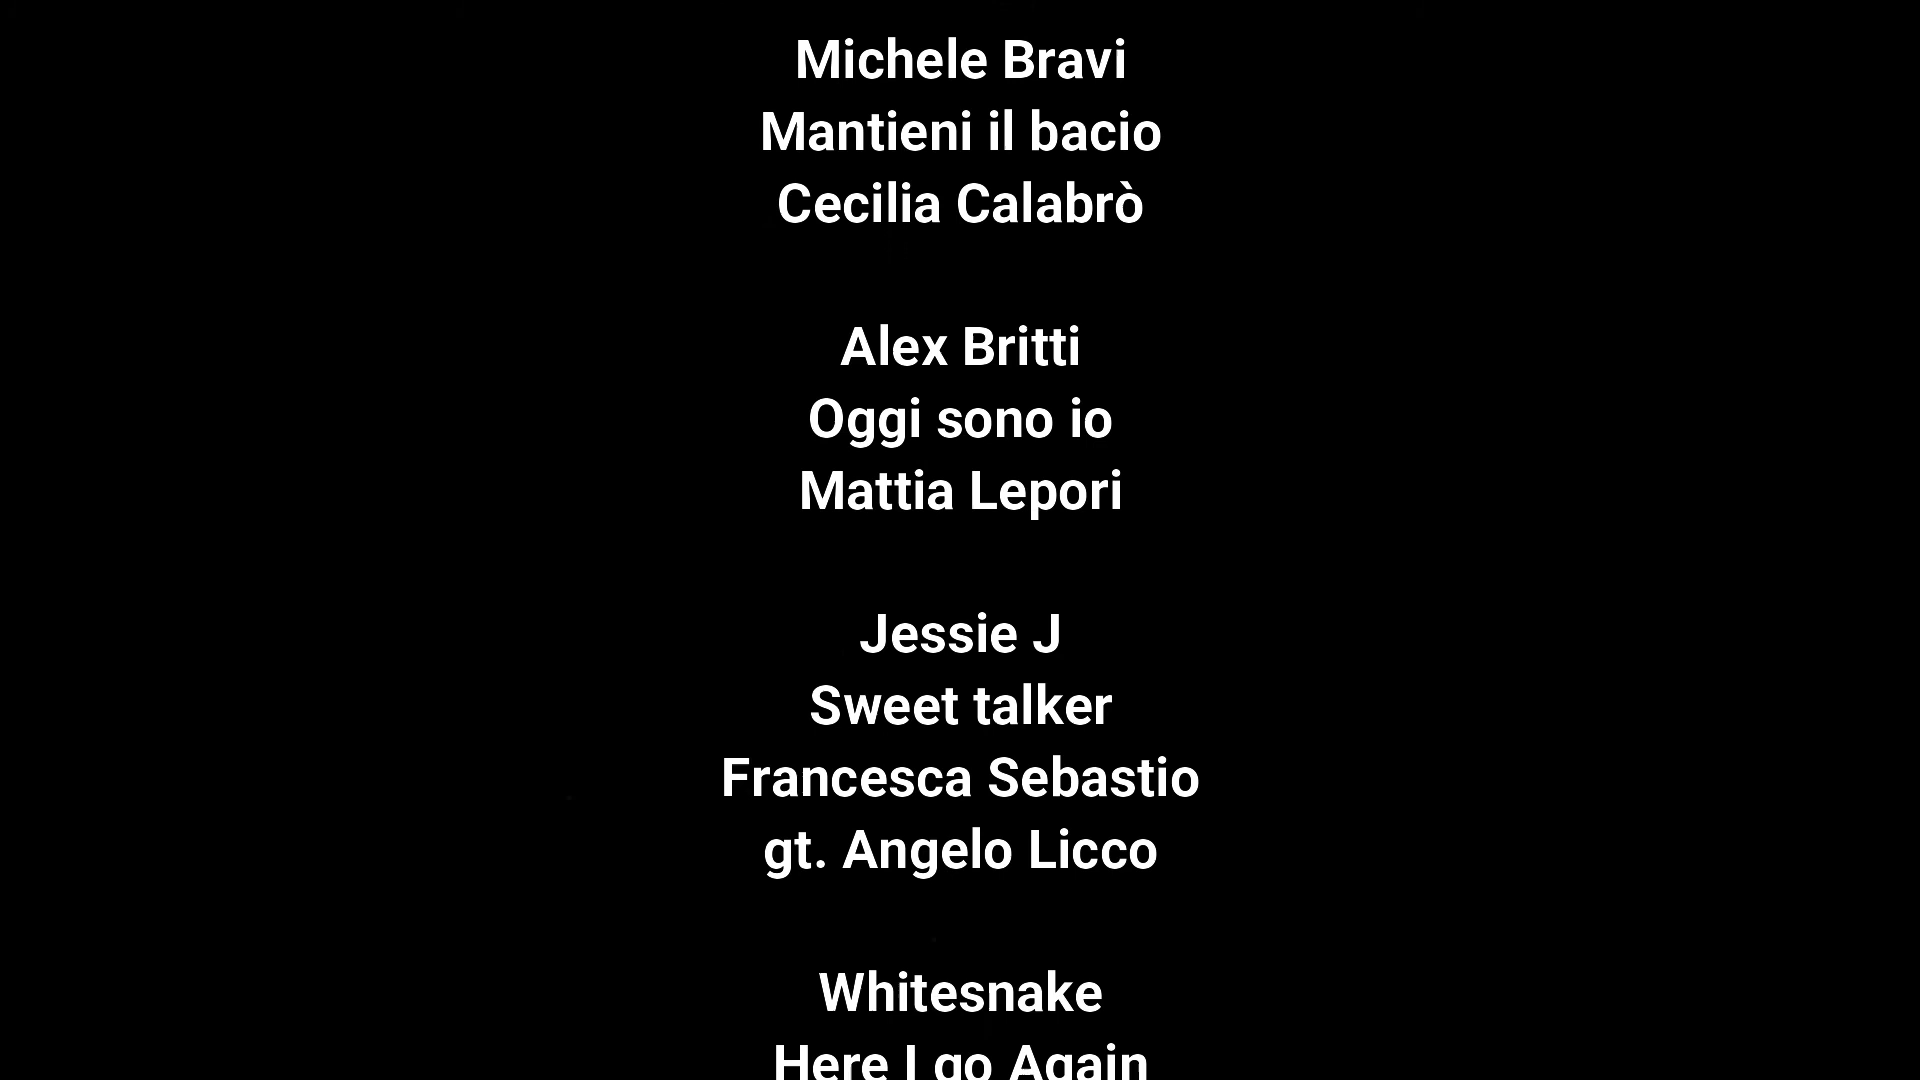 Michele Bravi
Mantieni il bacio
Cecilia Calabrò
Alex Britti
Oggi sono io
Mattia Lepori
Jessie J
Sweet talker
Francesca Sebastio
gt. Angelo Licco
Whitesnake
Here I go Again